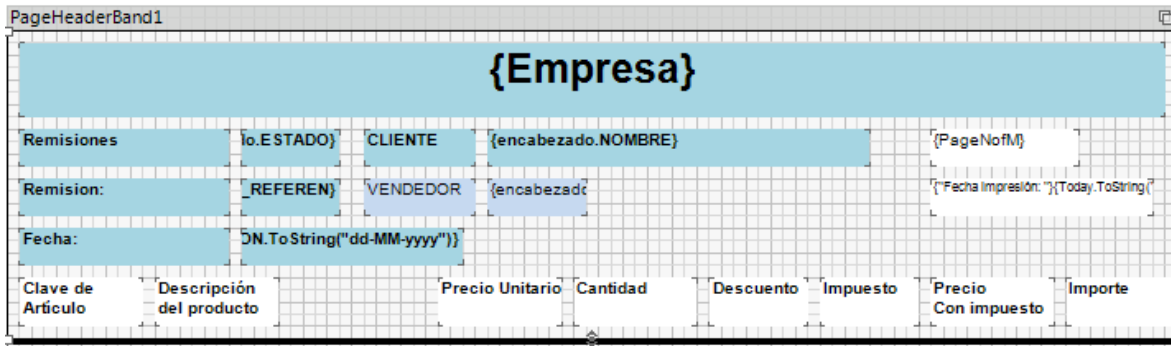 PageHeaderBand1
{Empresa}
Remisiones lo.ESTADO} CLIENTE {encabezado.NOMBRE} {PageNofM}
Remision: _REFEREN} VENDEDOR {encabezado {"Fecha impresión: "}{Today.ToString("
Fecha: ON.ToString("dd-MM-yyyy")}
Clave de Descripción Precio Unitario Cantidad Descuento Impuesto Precio Importe
Artículo del producto Con impuesto